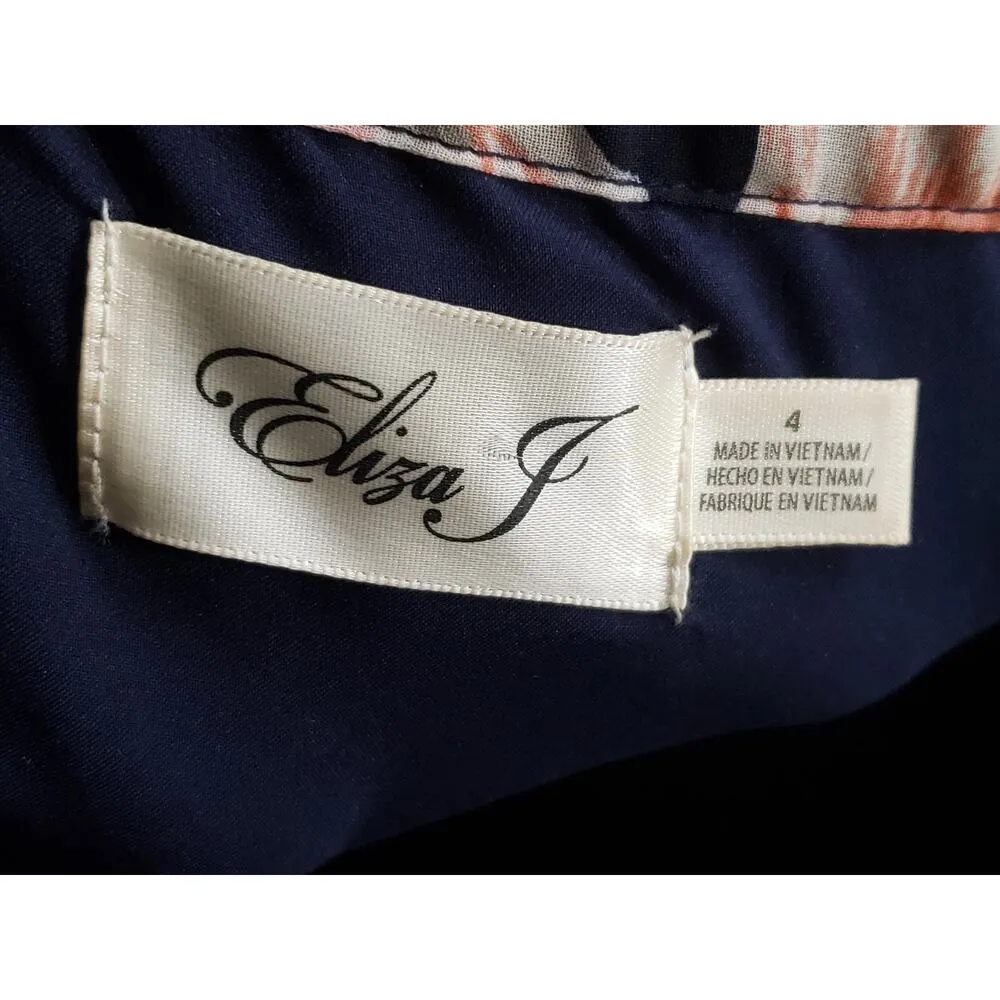 Eliza J
4
MADE IN VIETNAM/
HECHO EN VIETNAM/
FABRIQUE EN VIETNAM